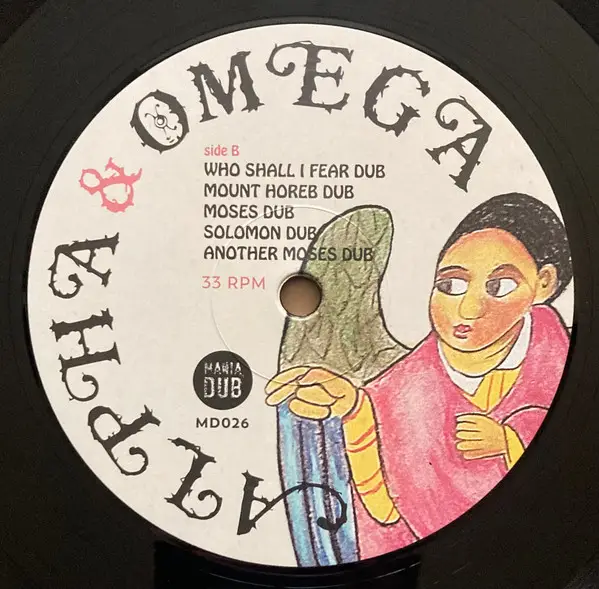 ALPHA & OMEGA
side B
WHO SHALL I FEAR DUB
MOUNT HOREB DUB
MOSES DUB
SOLOMON DUB
ANOTHER MOSES DUB
33 RPM
MANIA
DUB
MD026